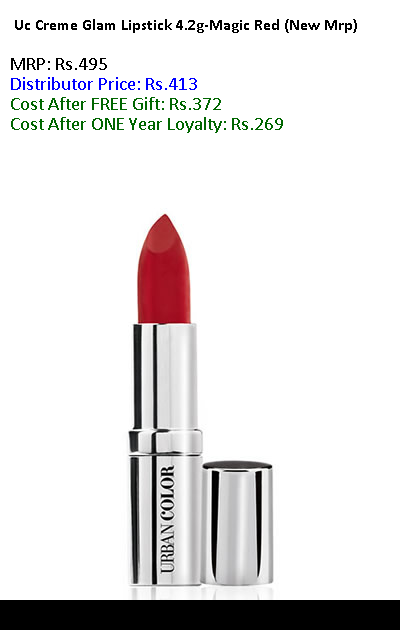 Uc Creme Glam Lipstick 4.2g-Magic Red (New Mrp)
MRP: Rs.495
Distributor Price: Rs.413
Cost After FREE Gift: Rs.372
Cost After ONE Year Loyalty: Rs.269
URBAN COLOR